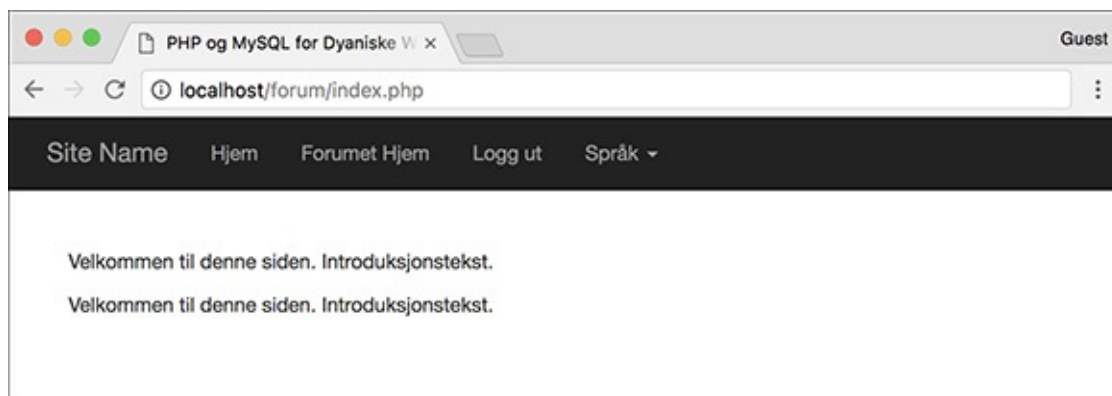 PHP og MySQL for Dyaniske W
Guest
localhost/forum/index.php
Site Name Hjem Forumet Hjem Logg ut Språk
Velkommen til denne siden. Introduksjonstekst.
Velkommen til denne siden. Introduksjonstekst.